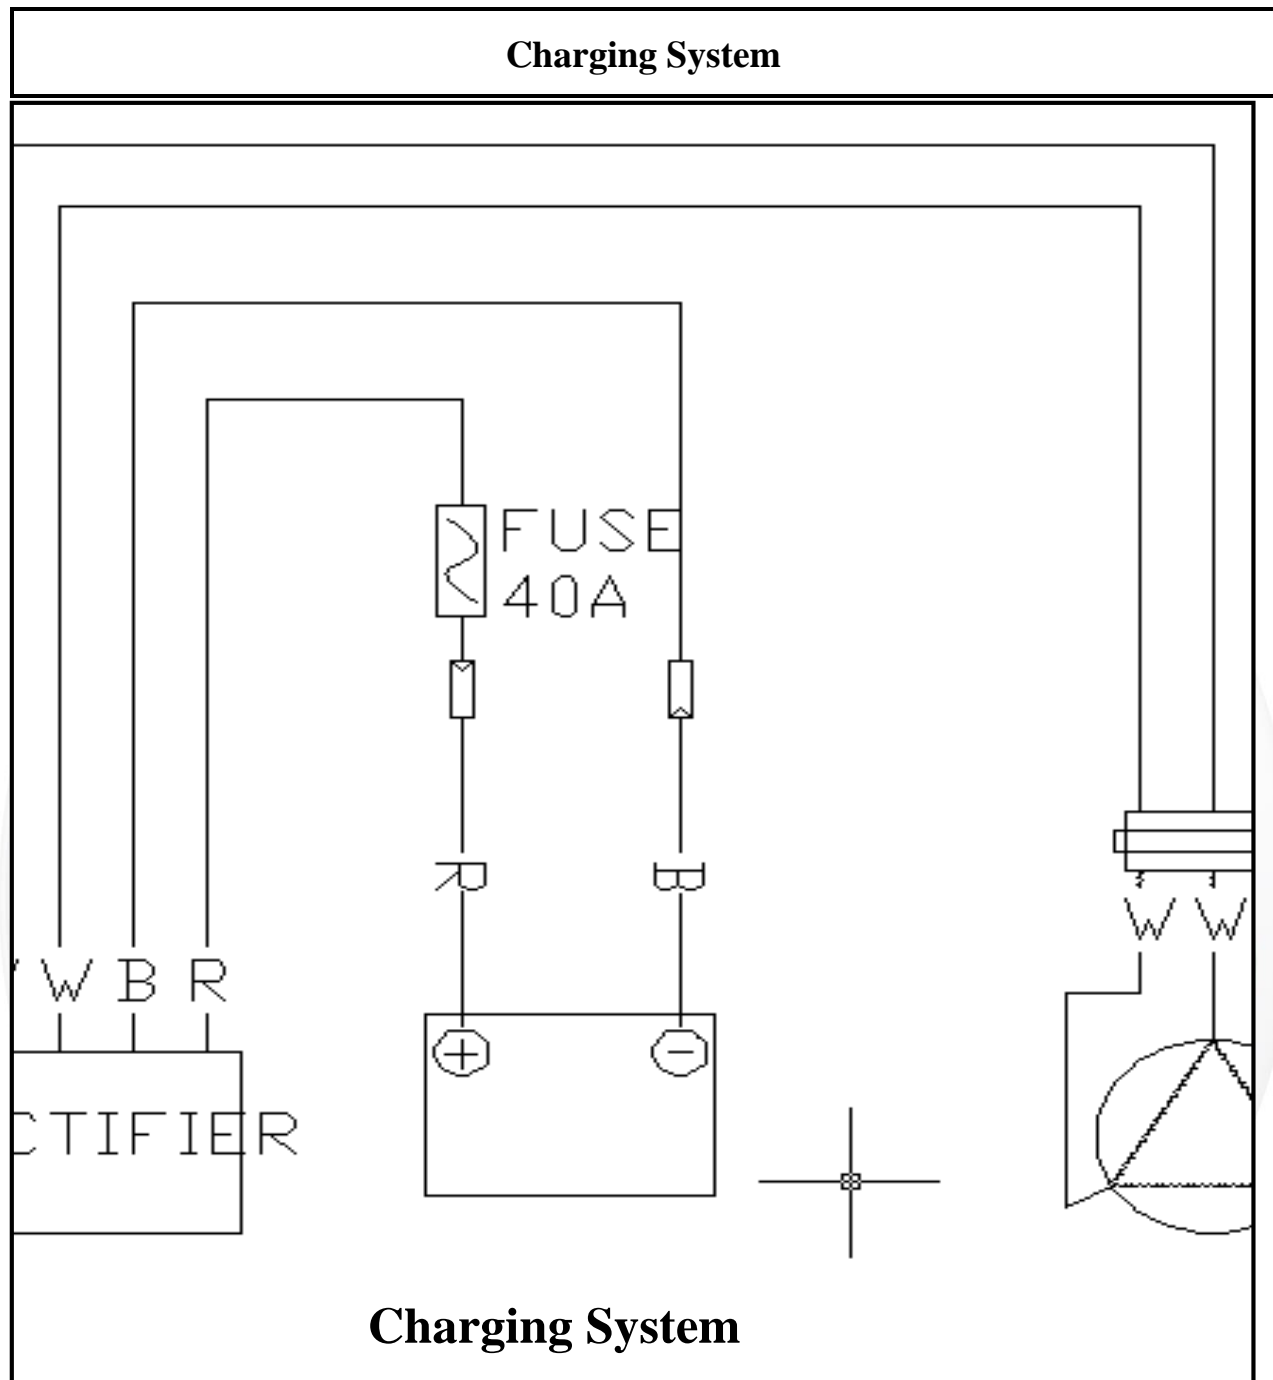 Charging System
FUSE
40A
R B
W W
W B R
CTIFIER
+ −
Charging System